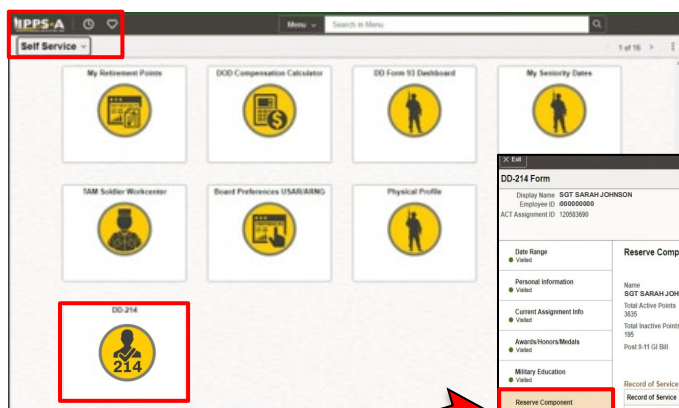 IPPS-A
Menu
Search in Menu
Self Service
1 of 16
My Retirement Points
DOD Compensation Calculator
DD Form 93 Dashboard
My Seniority Dates
TAM Soldier Workcenter
Board Preferences USAR/ARNG
Physical Profile
DD-214
214
Exit
DD-214 Form
Display Name SGT SARAH JOHNSON
Employee ID 000000000
ACT Assignment ID 120583690
Date Range
Visited
Personal Information
Visited
Current Assignment Info
Visited
Awards/Honors/Medals
Visited
Military Education
Visited
Reserve Component
Reserve Comp
Name
SGT SARAH JOH
Total Active Points
3635
Total Inactive Points
195
Post 9-11 GI Bill
Record of Service
Record of Service